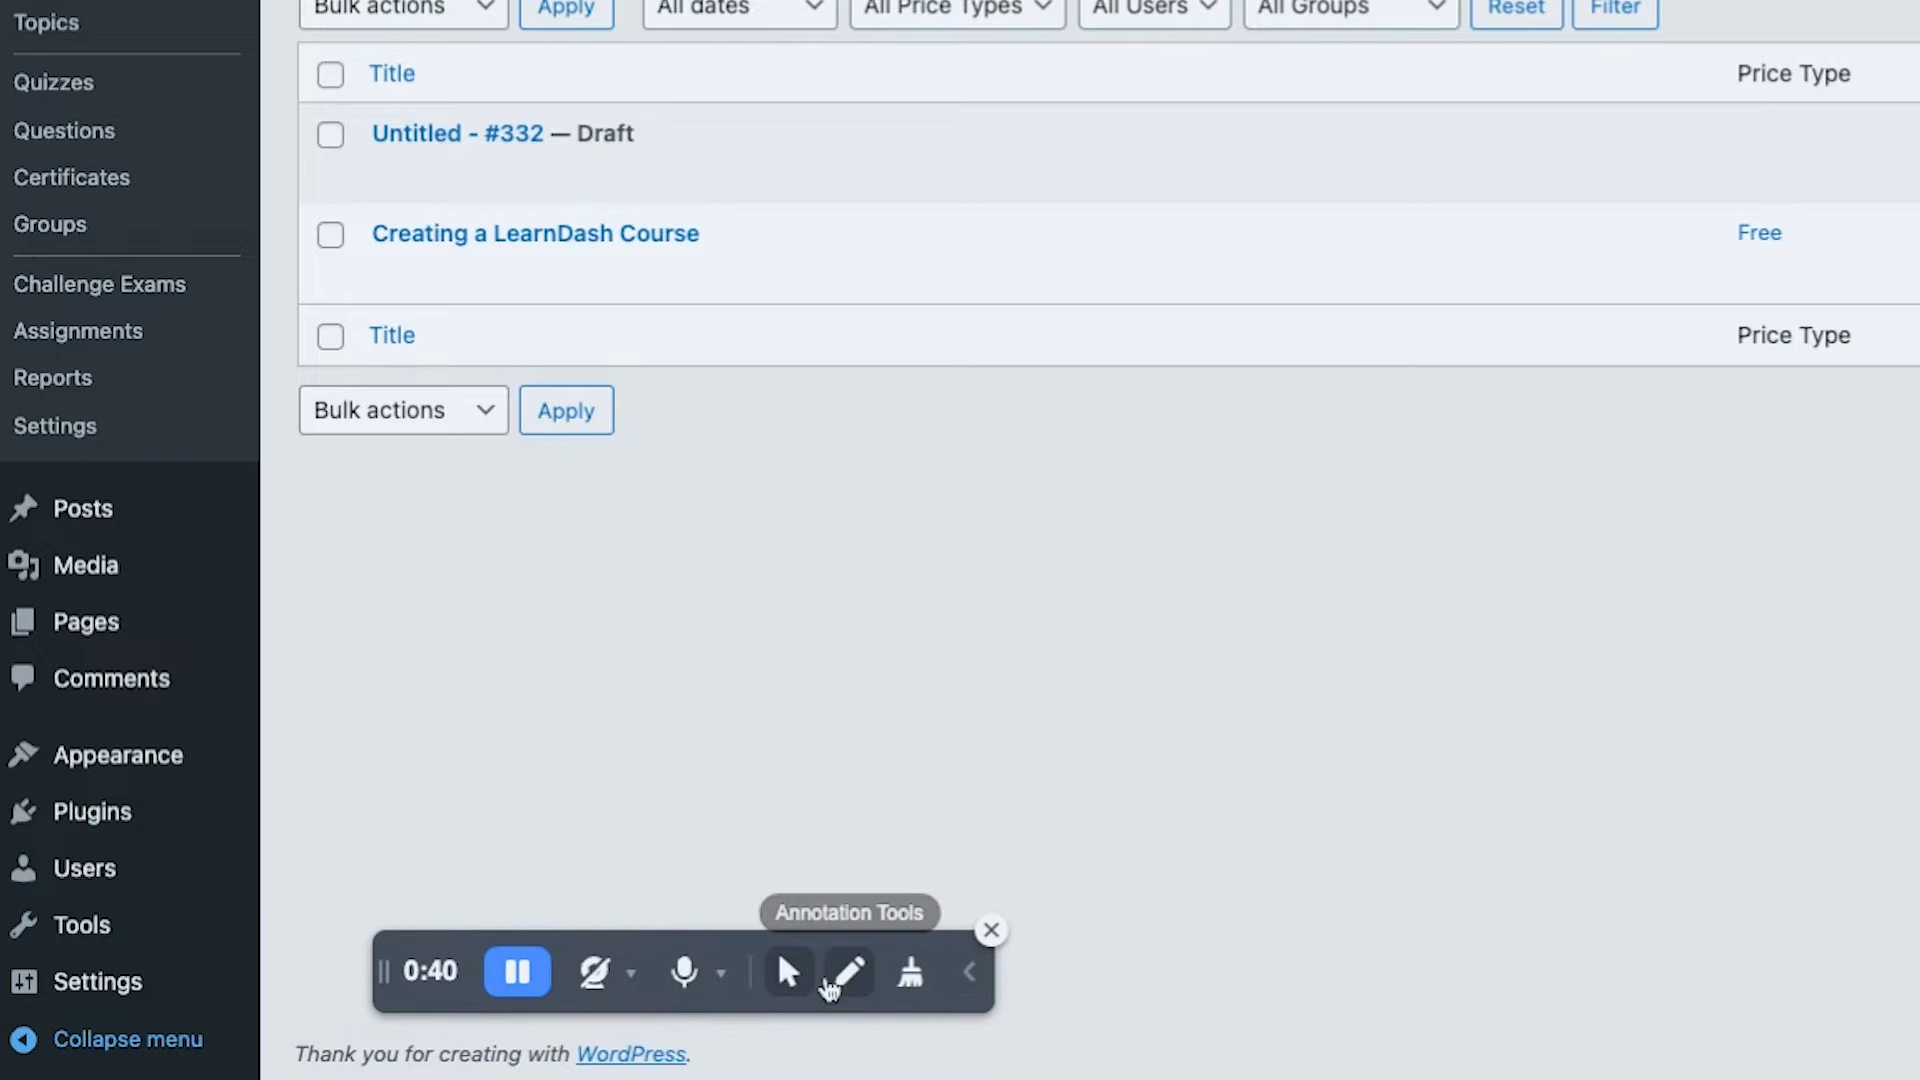 Topics
Quizzes
Questions
Certificates
Groups
Challenge Exams
Assignments
Reports
Settings
Posts
Media
Pages
Comments
Appearance
Plugins
Users
Tools
Settings
Collapse menu
Bulk actions Apply All dates All Price Types All Users All Groups Reset Filter
Title Price Type
Untitled - #332 — Draft
Creating a LearnDash Course Free
Title Price Type
Bulk actions Apply
Annotation Tools
0:40
Thank you for creating with WordPress.